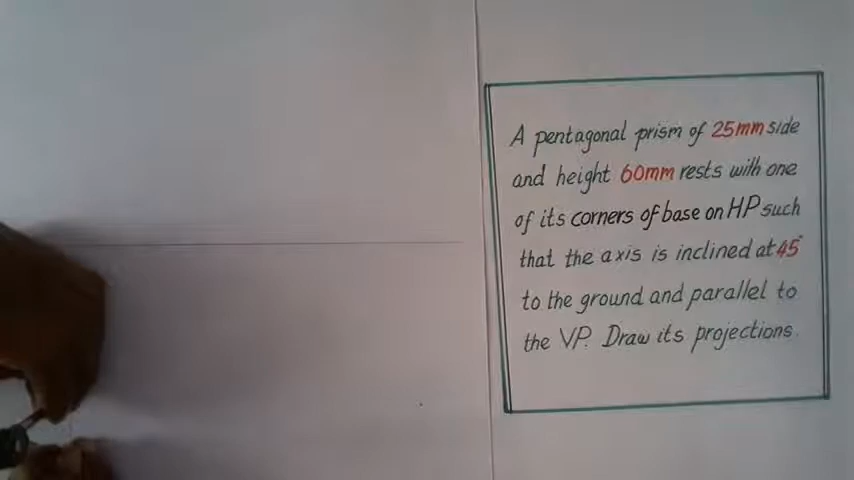 A pentagonal prism of 25mm side
and height 60mm rests with one
of its corners of base on HP such
that the axis is inclined at 45°
to the ground and parallel to
the VP. Draw its projections.